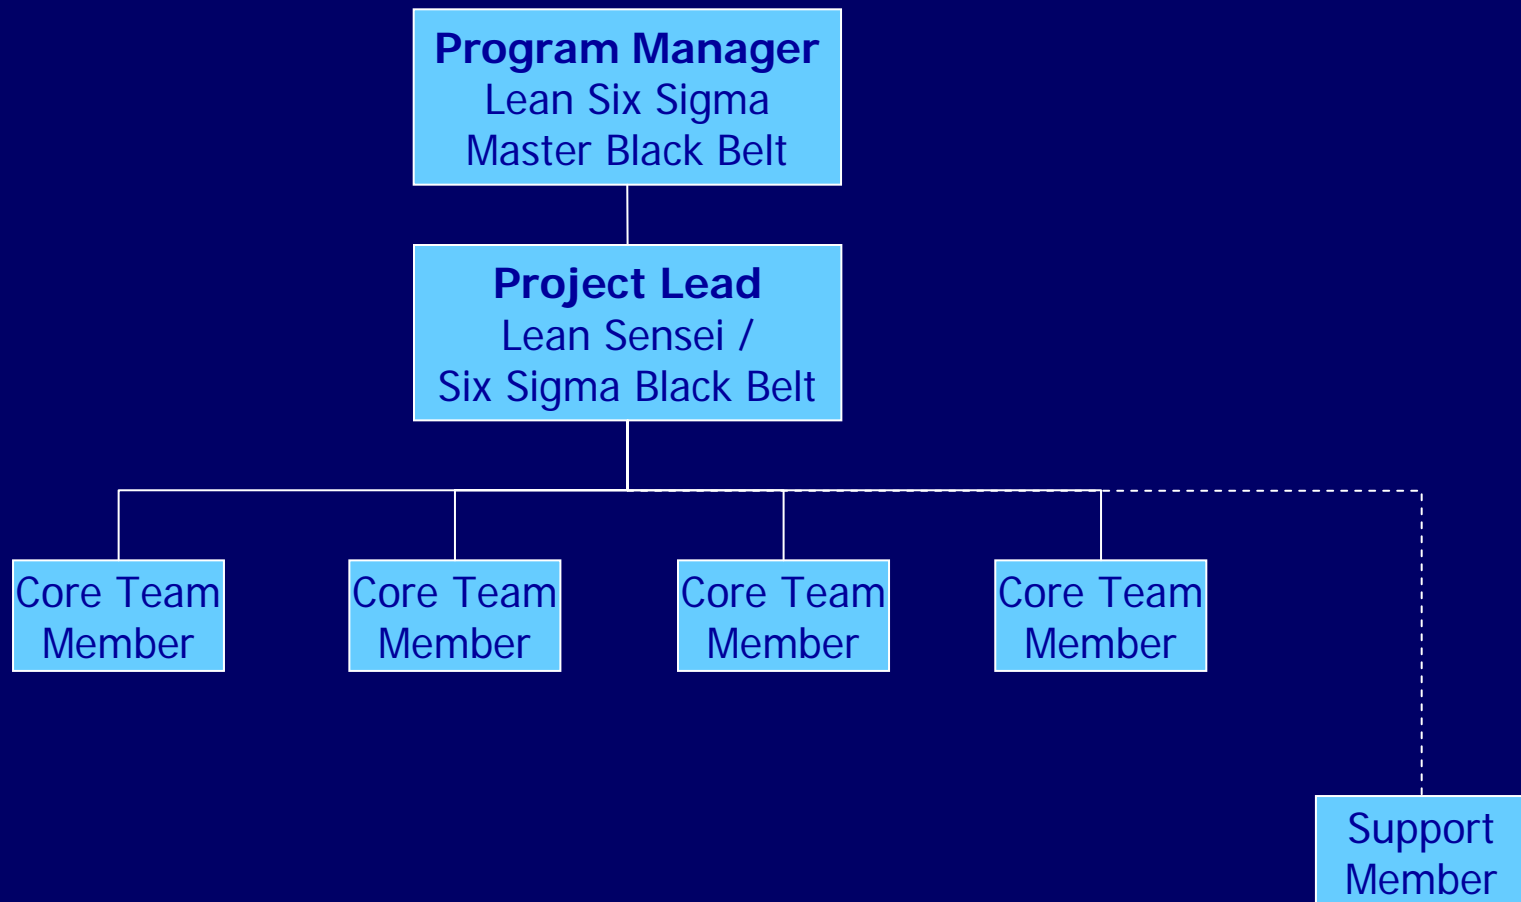 Program Manager
Lean Six Sigma
Master Black Belt
Project Lead
Lean Sensei /
Six Sigma Black Belt
Core Team
Member
Core Team
Member
Core Team
Member
Core Team
Member
Support
Member